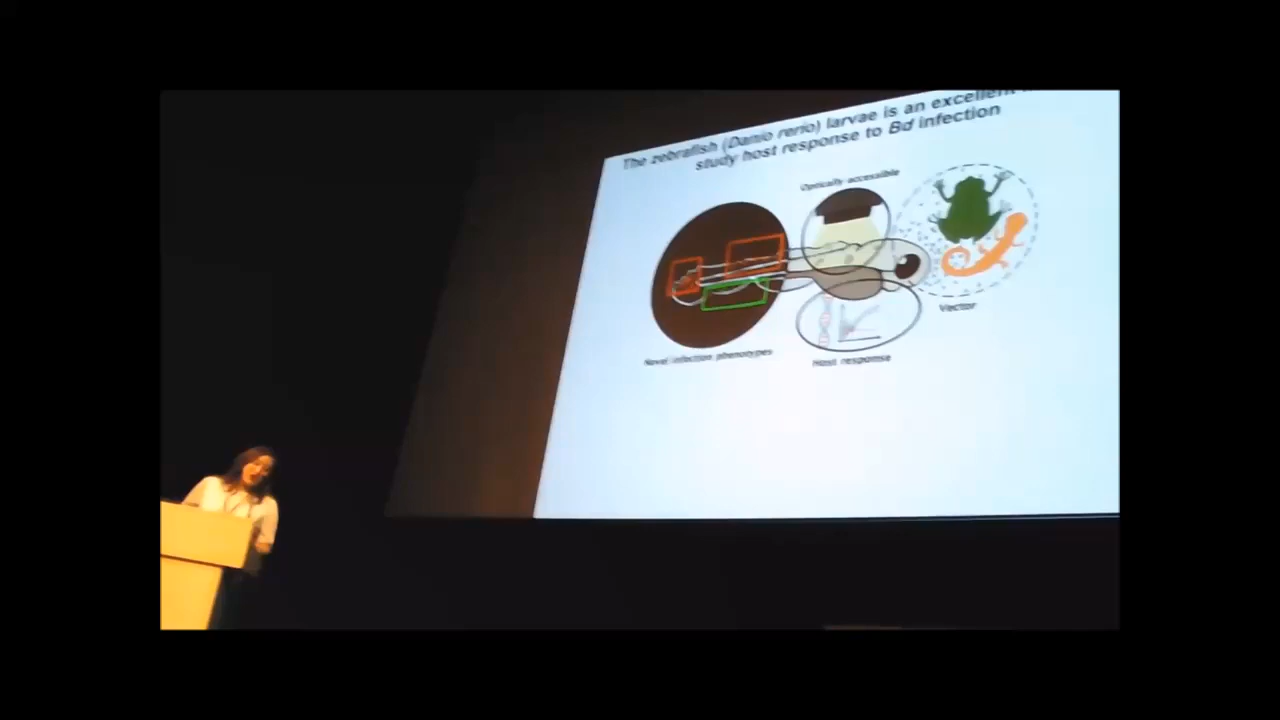 The zebrafish (Danio rerio) larvae is an excellent
study host response to Bd infection
Optically accessible
Vector
Novel infection phenotypes
Host response